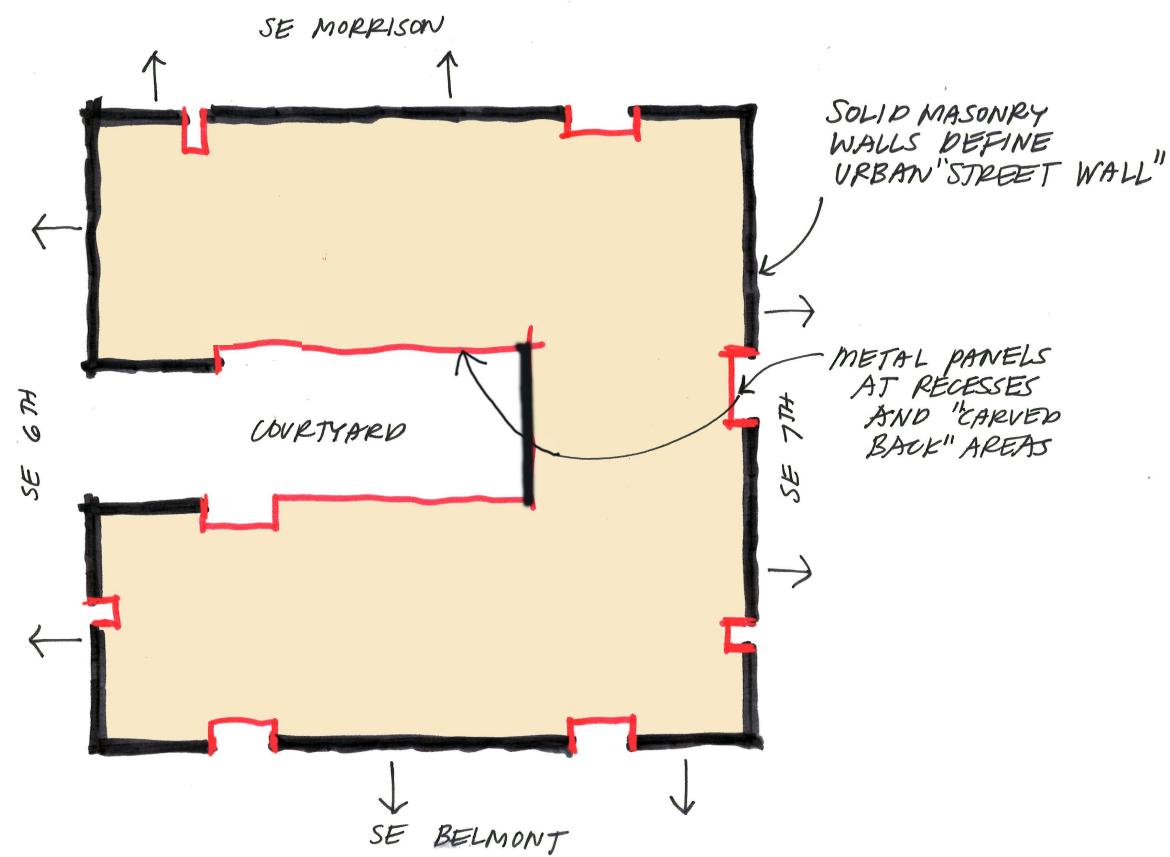 SE MORRISON
SOLID MASONRY
WALLS DEFINE
URBAN "STREET WALL"
METAL PANELS
AT RECESSES
AND "CARVED
BACK" AREAS
SE 6TH
COURTYARD
SE 7TH
SE BELMONT